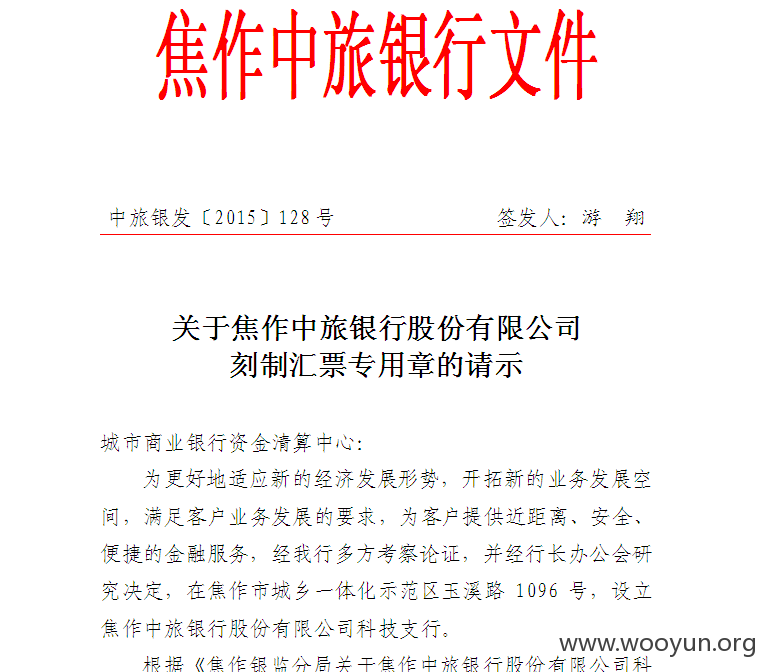 焦作中旅银行文件
中旅银发〔2015〕128 号 签发人：游 翔
关于焦作中旅银行股份有限公司
刻制汇票专用章的请示
城市商业银行资金清算中心：
为更好地适应新的经济发展形势，开拓新的业务发展空
间，满足客户业务发展的要求，为客户提供近距离、安全、
便捷的金融服务，经我行多方考察论证，并经行长办公会研
究决定，在焦作市城乡一体化示范区玉溪路 1096 号，设立
焦作中旅银行股份有限公司科技支行。
根据《焦作银监分局关于焦作中旅银行股份有限公司科
www.wooyun.org